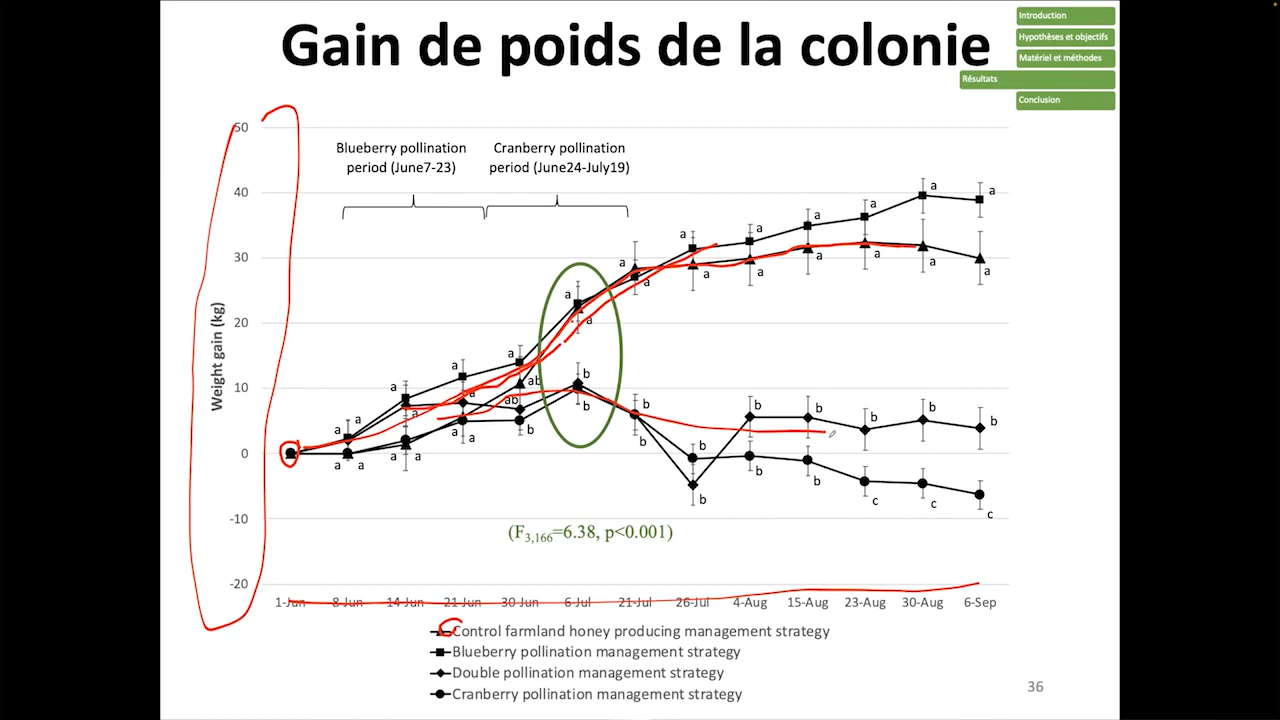 Gain de poids de la colonie
Introduction
Hypothèses et objectifs
Matériel et méthodes
Résultats
Conclusion
Blueberry pollination
period (June7-23)
Cranberry pollination
period (June24-July19)
Weight gain (kg)
50
40
30
20
10
0
-10
-20
a a a a a a
a a a a a a a a
a a a a a a a
a a a a ab ab b
b b b b b b b b b b
b b b b c c c
(F3,166=6.38, p<0.001)
1-Jun 8-Jun 14-Jun 21-Jun 30-Jun 6-Jul 21-Jul 26-Jul 4-Aug 15-Aug 23-Aug 30-Aug 6-Sep
Control farmland honey producing management strategy
Blueberry pollination management strategy
Double pollination management strategy
Cranberry pollination management strategy
36